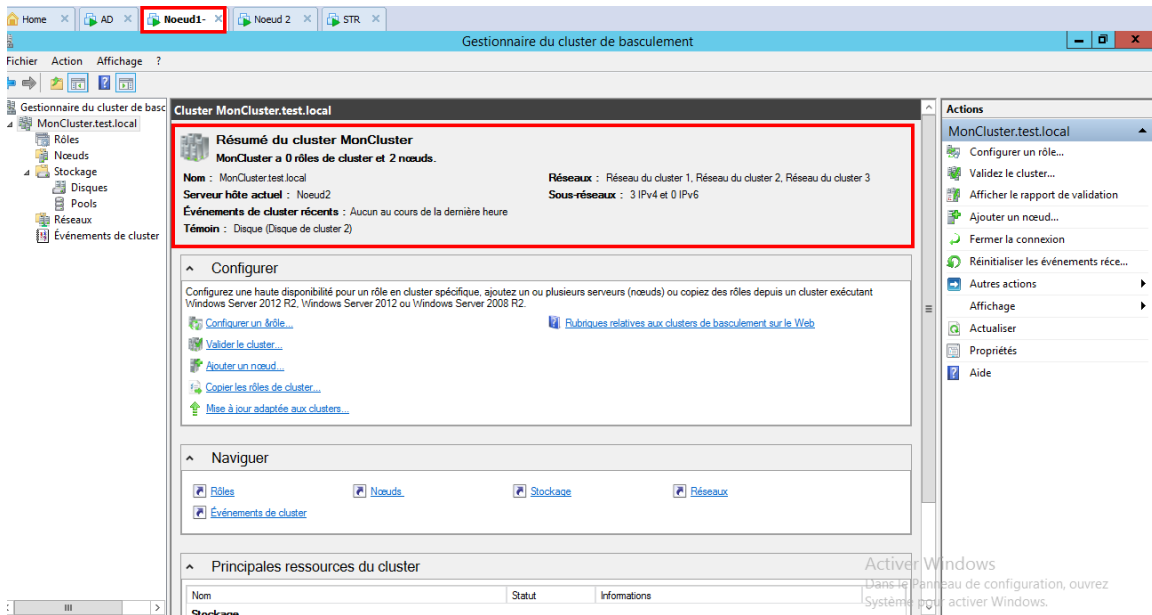 Home
AD
Noeud1-
Noeud 2
STR
Gestionnaire du cluster de basculement
Fichier Action Affichage ?
Gestionnaire du cluster de basc
MonCluster.test.local
Rôles
Nœuds
Stockage
Disques
Pools
Réseaux
Événements de cluster
Cluster MonCluster.test.local
Résumé du cluster MonCluster
MonCluster a 0 rôles de cluster et 2 nœuds.
Nom : MonCluster.test.local
Réseaux : Réseau du cluster 1, Réseau du cluster 2, Réseau du cluster 3
Serveur hôte actuel : Noeud2
Sous-réseaux : 3 IPv4 et 0 IPv6
Événements de cluster récents : Aucun au cours de la dernière heure
Témoin : Disque (Disque de cluster 2)
Configurer
Configurez une haute disponibilité pour un rôle en cluster spécifique, ajoutez un ou plusieurs serveurs (nœuds) ou copiez des rôles depuis un cluster exécutant
Windows Server 2012 R2, Windows Server 2012 ou Windows Server 2008 R2.
Configurer un &rôle...
Rubriques relatives aux clusters de basculement sur le Web
Valider le cluster...
Ajouter un nœud...
Copier les rôles de cluster...
Mise à jour adaptée aux clusters...
Naviguer
Rôles
Nœuds
Stockage
Réseaux
Événements de cluster
Principales ressources du cluster
Nom Statut Informations
Stockage
Actions
MonCluster.test.local
Configurer un rôle...
Validez le cluster...
Afficher le rapport de validation
Ajouter un nœud...
Fermer la connexion
Réinitialiser les événements réce...
Autres actions
Affichage
Actualiser
Propriétés
Aide
Activer Windows
Dans le Panneau de configuration, ouvrez
Système pour activer Windows.